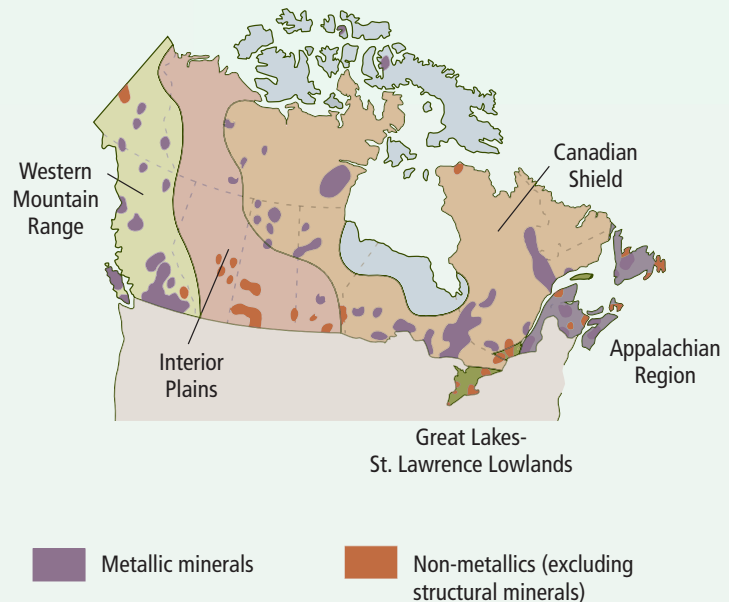 Western
Mountain
Range
Canadian
Shield
Interior
Plains
Appalachian
Region
Great Lakes-
St. Lawrence Lowlands
Metallic minerals
Non-metallics (excluding
structural minerals)